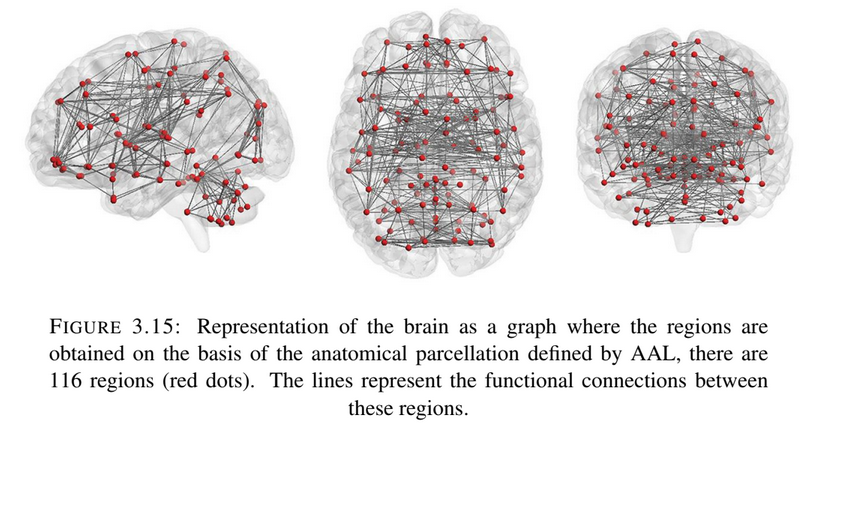 FIGURE 3.15: Representation of the brain as a graph where the regions are
obtained on the basis of the anatomical parcellation defined by AAL, there are
116 regions (red dots). The lines represent the functional connections between
these regions.